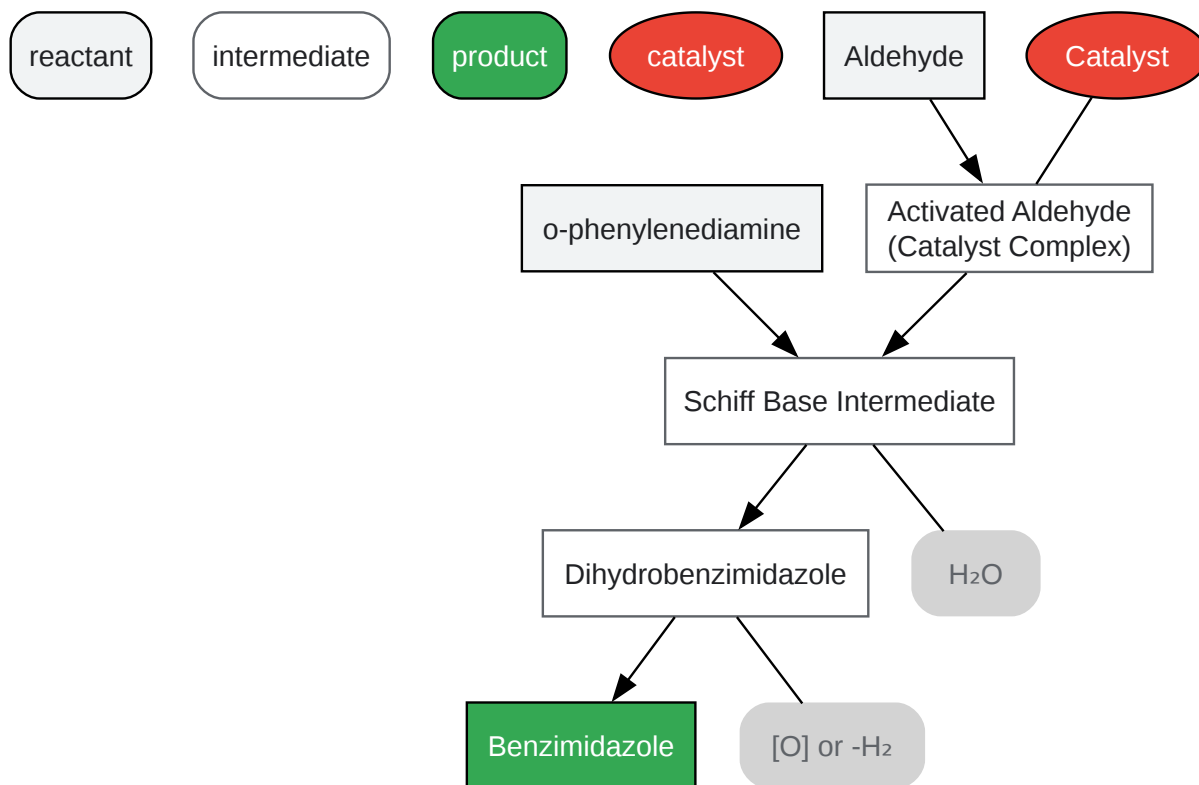 reactant
intermediate
product
catalyst
Aldehyde
Catalyst
o-phenylenediamine
Activated Aldehyde
(Catalyst Complex)
Schiff Base Intermediate
Dihydrobenzimidazole
H₂O
Benzimidazole
[O] or -H₂